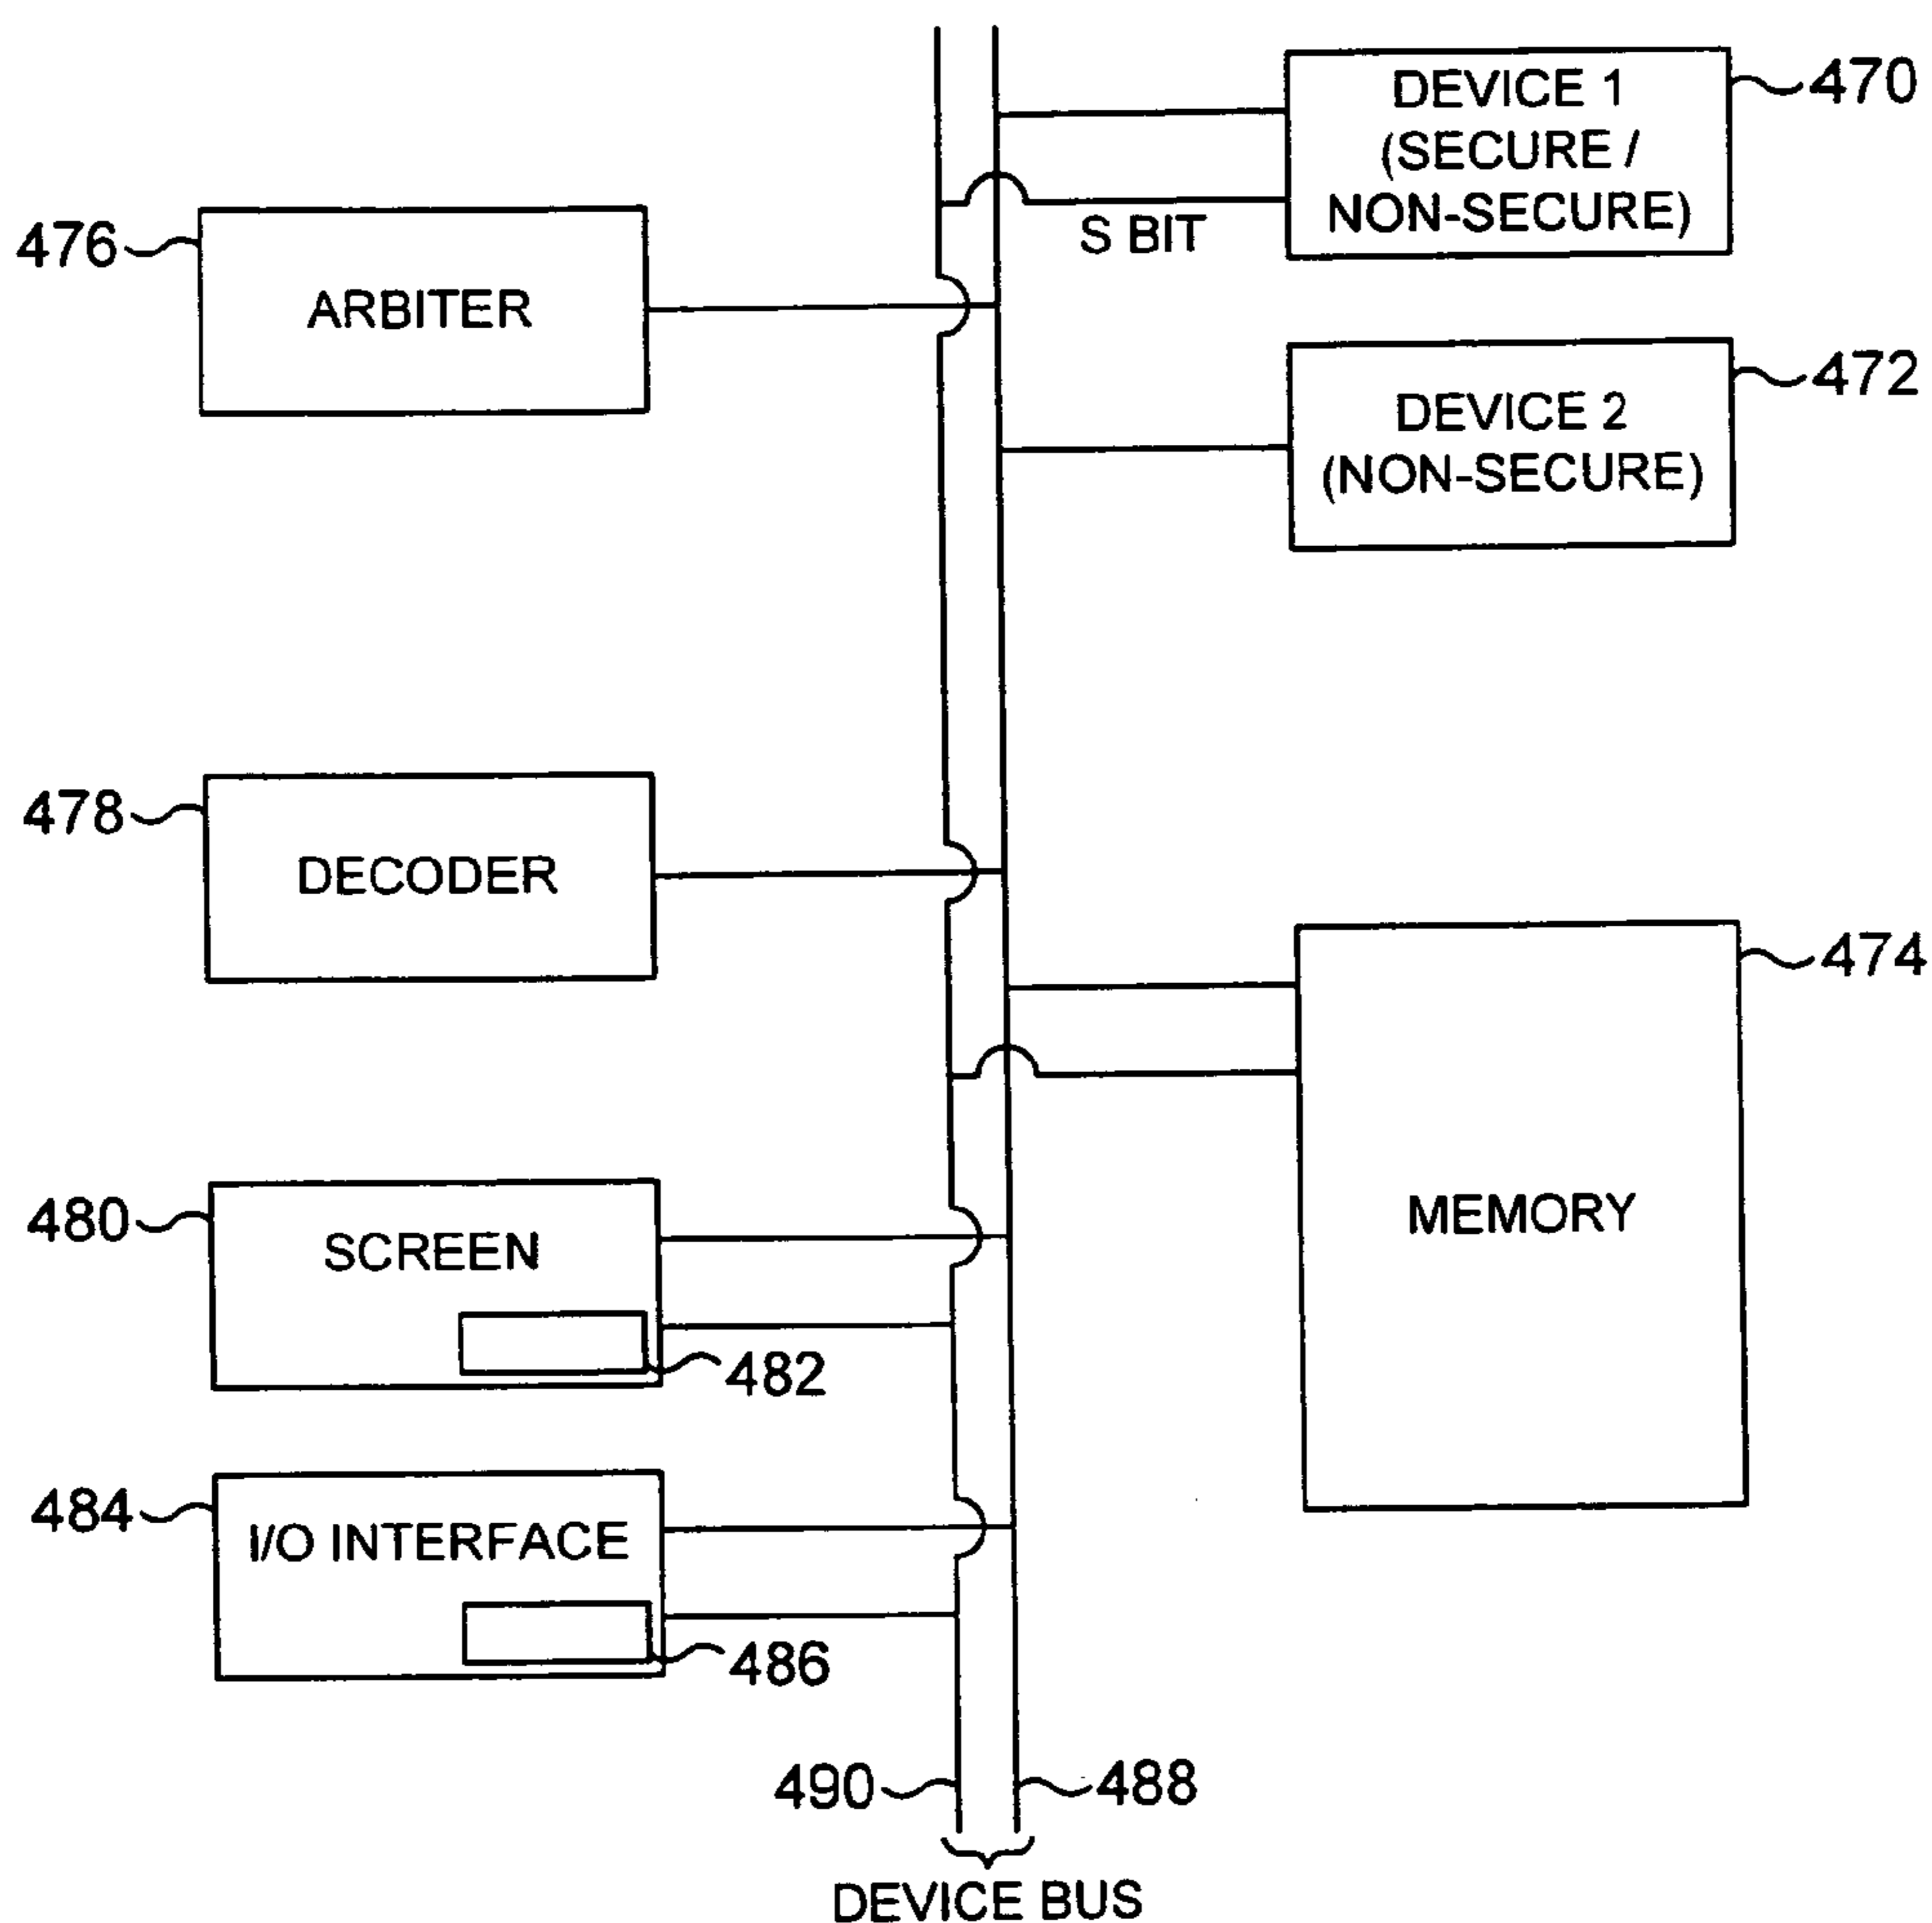 DEVICE 1
(SECURE /
NON-SECURE)
470
S BIT
476
ARBITER
DEVICE 2
(NON-SECURE)
472
478
DECODER
474
MEMORY
480
SCREEN
482
484
I/O INTERFACE
486
490
488
DEVICE BUS